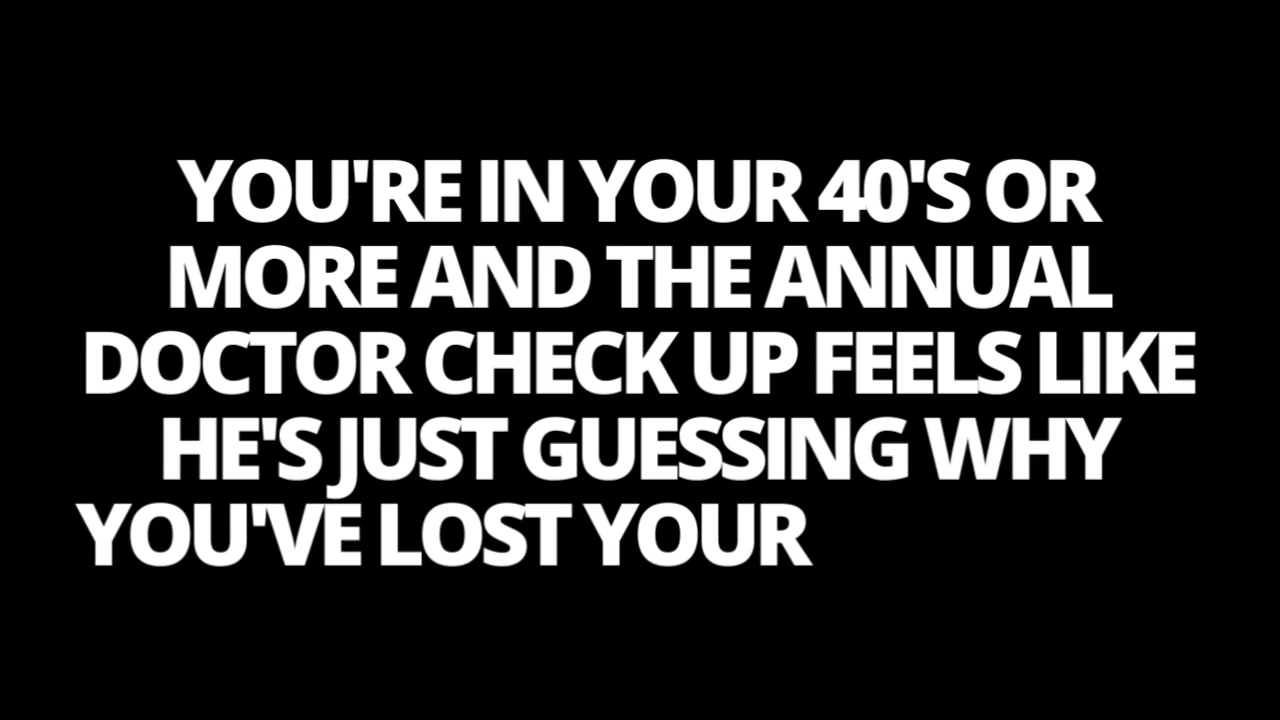 YOU'RE IN YOUR 40'S OR
MORE AND THE ANNUAL
DOCTOR CHECK UP FEELS LIKE
HE'S JUST GUESSING WHY
YOU'VE LOST YOUR